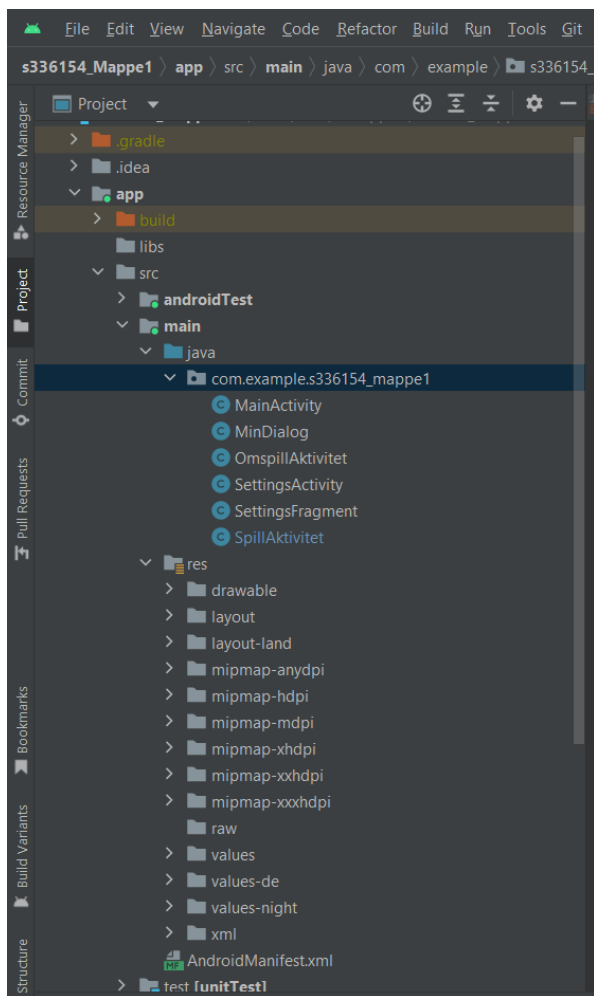 File Edit View Navigate Code Refactor Build Run Tools Git
s336154_Mappe1 > app > src > main > java > com > example > s336154_
Project
.gradle
.idea
app
build
libs
src
androidTest
main
java
com.example.s336154_mappe1
C MainActivity
C MinDialog
C OmspillAktivitet
C SettingsActivity
C SettingsFragment
C SpillAktivitet
res
drawable
layout
layout-land
mipmap-anydpi
mipmap-hdpi
mipmap-mdpi
mipmap-xhdpi
mipmap-xxhdpi
mipmap-xxxhdpi
raw
values
values-de
values-night
xml
MF AndroidManifest.xml
test [unitTest]
Resource Manager
Project
Commit
Pull Requests
Bookmarks
Build Variants
Structure